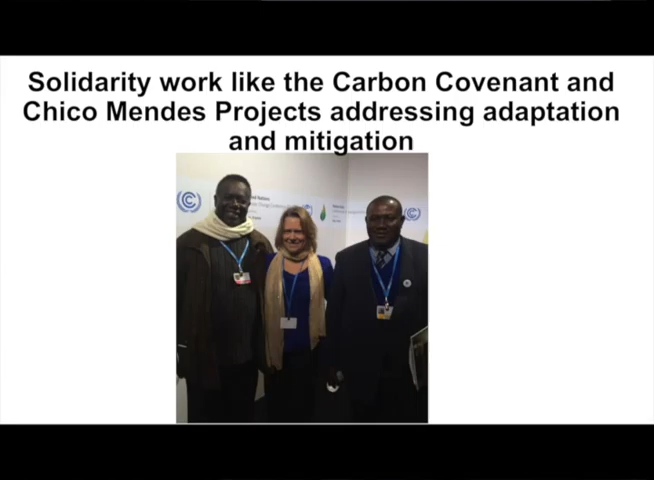 Solidarity work like the Carbon Covenant and
Chico Mendes Projects addressing adaptation
and mitigation